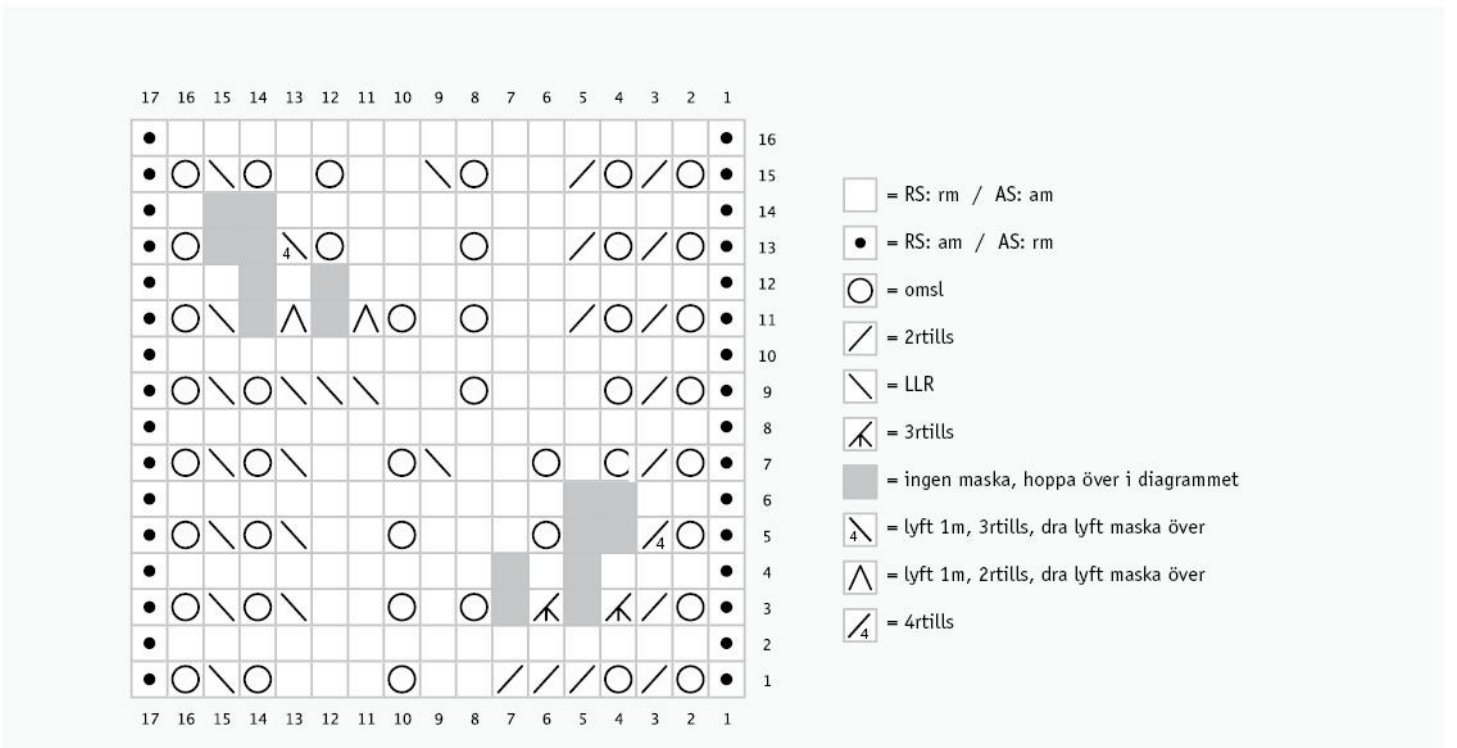 17 16 15 14 13 12 11 10 9 8 7 6 5 4 3 2 1
16
15
14
4 13
12
11
10
9
8
7
6
4 5
4
3
2
1
17 16 15 14 13 12 11 10 9 8 7 6 5 4 3 2 1
= RS: rm / AS: am
= RS: am / AS: rm
= omsl
= 2rtills
= LLR
= 3rtills
= ingen maska, hoppa över i diagrammet
4 = lyft 1m, 3rtills, dra lyft maska över
= lyft 1m, 2rtills, dra lyft maska över
4 = 4rtills